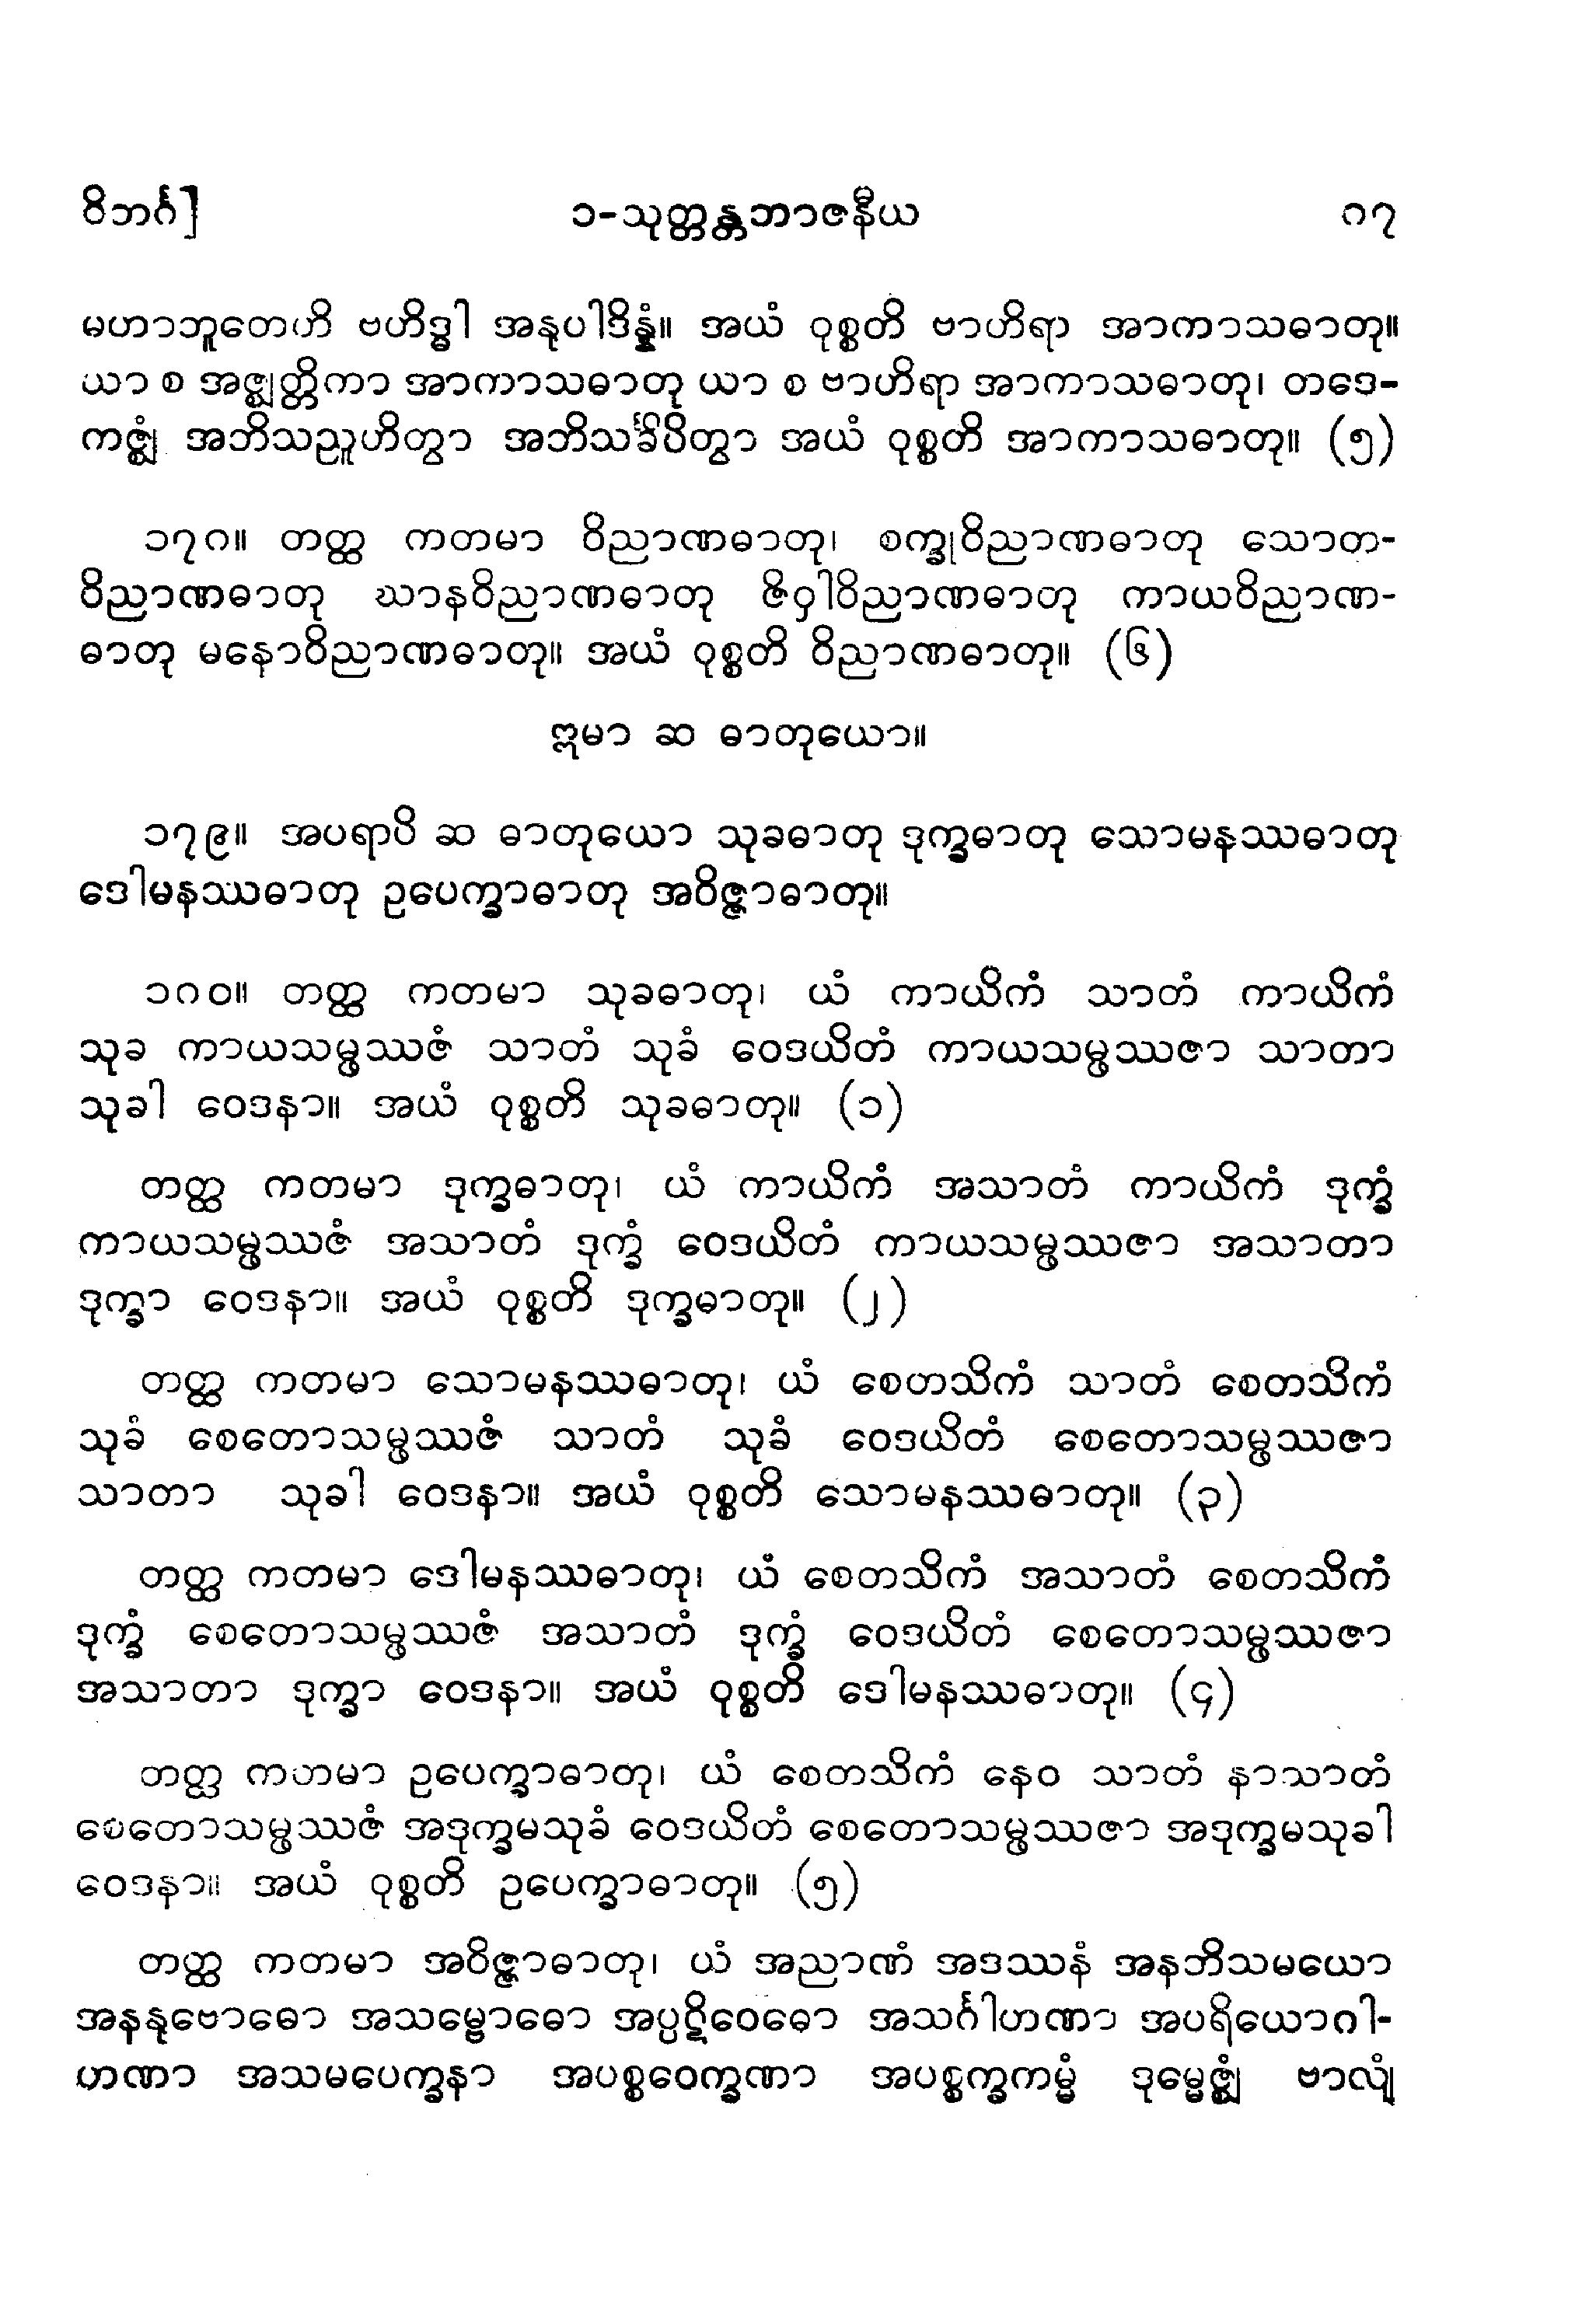 ဝိဘင်္ဂ] ၁-သုတ္တန္တဘာဇနီယ ၈၇
မဟာဘူတေဟိ ဗဟိဒ္ဓါ အနုပါဒိန္နံ။ အယံ ဝုစ္စတိ ဗာဟိရာ အာကာသဓာတု။
ယာ စ အဇ္ဈတ္တိကာ အာကာသဓာတု ယာ စ ဗာဟိရာ အာကာသဓာတု၊ တဒေ-
ကဇ္ဈံ အဘိသညူဟိတွာ အဘိသင်္ခိပိတွာ အယံ ဝုစ္စတိ အာကာသဓာတု။ (၅)
၁၇၈။ တတ္ထ ကတမာ ဝိညာဏဓာတု၊ စက္ခုဝိညာဏဓာတု သောတ-
ဝိညာဏဓာတု ဃာနဝိညာဏဓာတု ဇိဝှါဝိညာဏဓာတု ကာယဝိညာဏ-
ဓာတု မနောဝိညာဏဓာတု။ အယံ ဝုစ္စတိ ဝိညာဏဓာတု။ (၆)
ဣမာ ဆ ဓာတုယော။
၁၇၉။ အပရာပိ ဆ ဓာတုယော သုခဓာတု ဒုက္ခဓာတု သောမနဿဓာတု
ဒေါမနဿဓာတု ဥပေက္ခာဓာတု အဝိဇ္ဇာဓာတု။
၁၈၀။ တတ္ထ ကတမာ သုခဓာတု၊ ယံ ကာယိကံ သာတံ ကာယိကံ
သုခ ကာယသမ္ဖဿဇံ သာတံ သုခံ ဝေဒယိတံ ကာယသမ္ဖဿဇာ သာတာ
သုခါ ဝေဒနာ။ အယံ ဝုစ္စတိ သုခဓာတု။ (၁)
တတ္ထ ကတမာ ဒုက္ခဓာတု၊ ယံ ကာယိကံ အသာတံ ကာယိကံ ဒုက္ခံ
ကာယသမ္ဖဿဇံ အသာတံ ဒုက္ခံ ဝေဒယိတံ ကာယသမ္ဖဿဇာ အသာတာ
ဒုက္ခာ ဝေဒနာ။ အယံ ဝုစ္စတိ ဒုက္ခဓာတု။ (၂)
တတ္ထ ကတမာ သောမနဿဓာတု၊ ယံ စေတသိကံ သာတံ စေတသိကံ
သုခံ စေတောသမ္ဖဿဇံ သာတံ သုခံ ဝေဒယိတံ စေတောသမ္ဖဿဇာ
သာတာ သုခါ ဝေဒနာ။ အယံ ဝုစ္စတိ သောမနဿဓာတု။ (၃)
တတ္ထ ကတမာ ဒေါမနဿဓာတု၊ ယံ စေတသိကံ အသာတံ စေတသိကံ
ဒုက္ခံ စေတောသမ္ဖဿဇံ အသာတံ ဒုက္ခံ ဝေဒယိတံ စေတောသမ္ဖဿဇာ
အသာတာ ဒုက္ခာ ဝေဒနာ။ အယံ ဝုစ္စတိ ဒေါမနဿဓာတု။ (၄)
တတ္ထ ကတမာ ဥပေက္ခာဓာတု၊ ယံ စေတသိကံ နေဝ သာတံ နာသာတံ
စေတောသမ္ဖဿဇံ အဒုက္ခမသုခံ ဝေဒယိတံ စေတောသမ္ဖဿဇာ အဒုက္ခမသုခါ
ဝေဒနာ။ အယံ ဝုစ္စတိ ဥပေက္ခာဓာတု။ (၅)
တတ္ထ ကတမာ အဝိဇ္ဇာဓာတု၊ ယံ အညာဏံ အဒဿနံ အနဘိသမယော
အနနုဗောဓော အသမ္ဗောဓော အပ္ပဋိဝေဓော အသင်္ဂါဟဏာ အပရိယောဂါ-
ဟဏာ အသမပေက္ခနာ အပစ္စဝေက္ခဏာ အပစ္စက္ခကမ္မံ ဒုမ္မေဇ္ဈံ ဗာလျံ